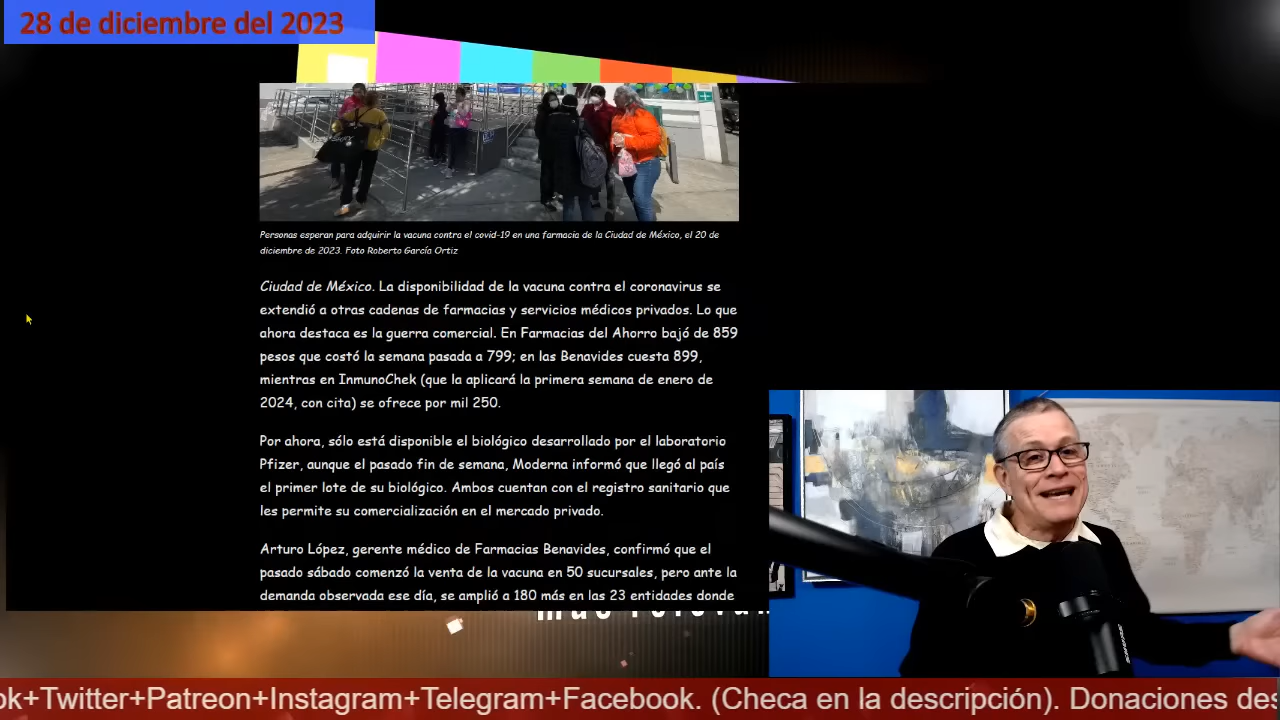 28 de diciembre del 2023
Personas esperan para adquirir la vacuna contra el covid-19 en una farmacia de la Ciudad de México, el 20 de
diciembre de 2023. Foto Roberto García Ortiz
Ciudad de México. La disponibilidad de la vacuna contra el coronavirus se
extendió a otras cadenas de farmacias y servicios médicos privados. Lo que
ahora destaca es la guerra comercial. En Farmacias del Ahorro bajó de 859
pesos que costó la semana pasada a 799; en las Benavides cuesta 899,
mientras en InmunoChek (que la aplicará la primera semana de enero de
2024, con cita) se ofrece por mil 250.
Por ahora, sólo está disponible el biológico desarrollado por el laboratorio
Pfizer, aunque el pasado fin de semana, Moderna informó que llegó al país
el primer lote de su biológico. Ambos cuentan con el registro sanitario que
les permite su comercialización en el mercado privado.
Arturo López, gerente médico de Farmacias Benavides, confirmó que el
pasado sábado comenzó la venta de la vacuna en 50 sucursales, pero ante la
demanda observada ese día, se amplió a 180 más en las 23 entidades donde
ok+Twitter+Patreon+Instagram+Telegram+Facebook. (Checa en la descripción). Donaciones des